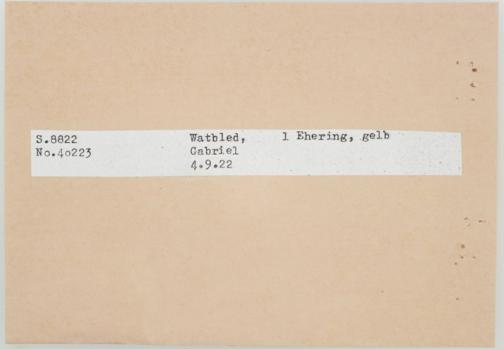 S.8822 Watbled, 1 Ehering, gelb
No.40223 Gabriel
4.9.22